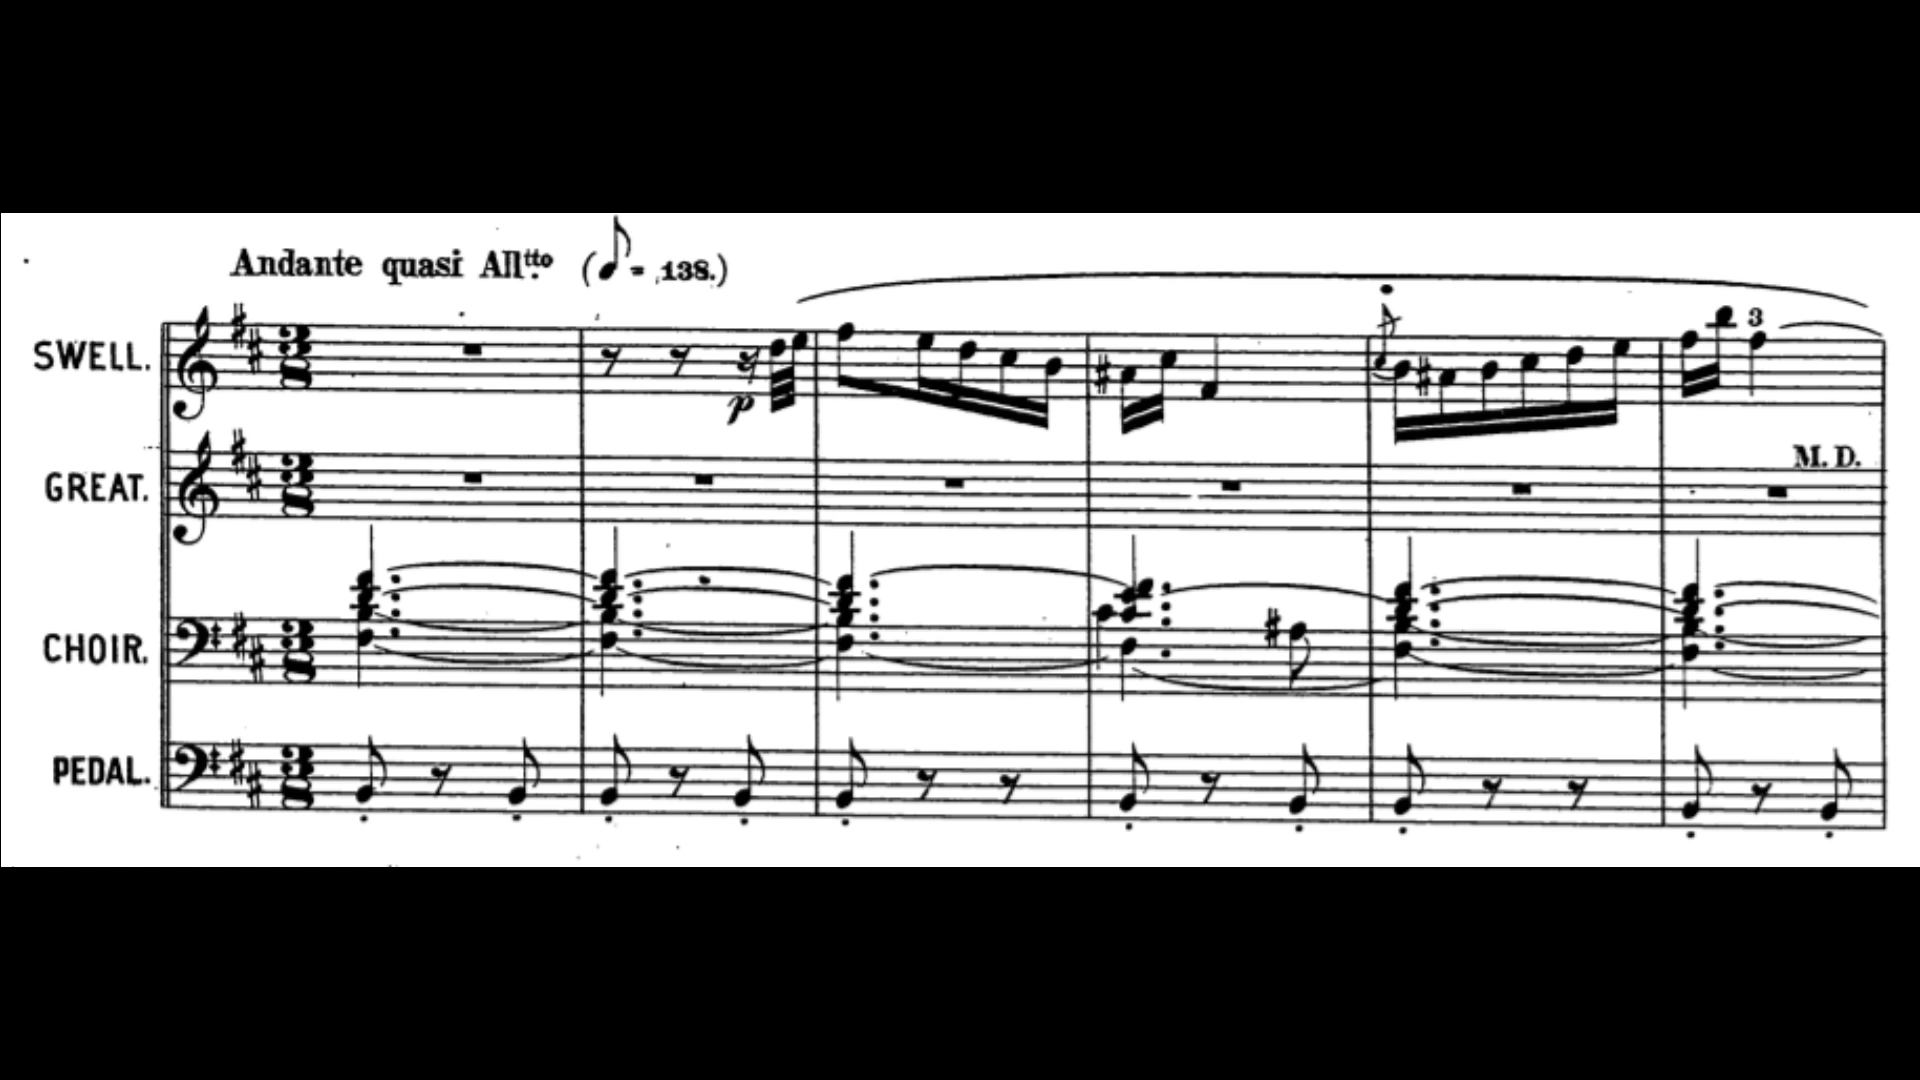 Andante quasi All.tto (♪ = 138.)
SWELL.
p
3
GREAT.
M. D.
CHOIR.
PEDAL.